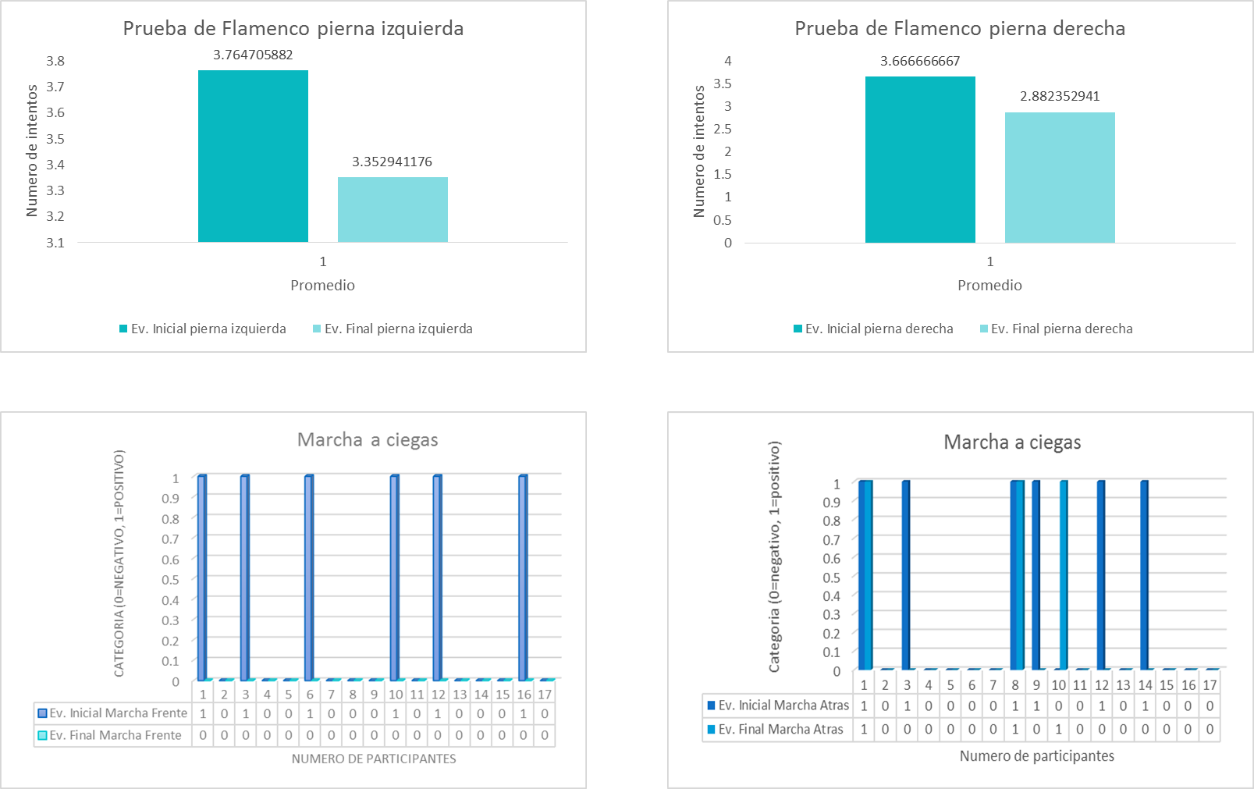 Prueba de Flamenco pierna izquierda
3.764705882
3.352941176
3.8
3.7
3.6
3.5
3.4
3.3
3.2
3.1
Numero de intentos
1
Promedio
Ev. Inicial pierna izquierda Ev. Final pierna izquierda
Prueba de Flamenco pierna derecha
3.666666667
2.882352941
4
3.5
3
2.5
2
1.5
1
0.5
0
Numero de intentos
1
Promedio
Ev. Inicial pierna derecha Ev. Final pierna derecha
Marcha a ciegas
CATEGORIA (0=NEGATIVO, 1=POSITIVO)
1
0.9
0.8
0.7
0.6
0.5
0.4
0.3
0.2
0.1
0
1 2 3 4 5 6 7 8 9 10 11 12 13 14 15 16 17
Ev. Inicial Marcha Frente 1 0 1 0 0 1 0 0 0 1 0 1 0 0 0 1 0
Ev. Final Marcha Frente 0 0 0 0 0 0 0 0 0 0 0 0 0 0 0 0 0
NUMERO DE PARTICIPANTES
Marcha a ciegas
Categoria (0=negativo, 1=positivo)
1
0.9
0.8
0.7
0.6
0.5
0.4
0.3
0.2
0.1
0
1 2 3 4 5 6 7 8 9 10 11 12 13 14 15 16 17
Ev. Inicial Marcha Atras 1 0 1 0 0 0 0 1 1 0 0 1 0 1 0 0 0
Ev. Final Marcha Atras 1 0 0 0 0 0 0 1 0 1 0 0 0 0 0 0 0
Numero de participantes